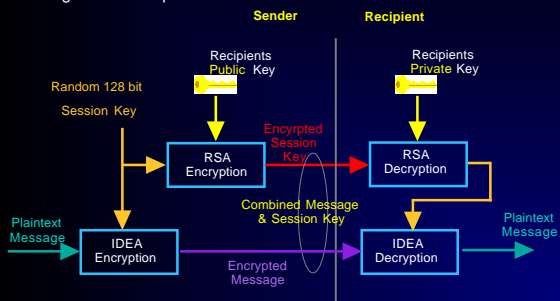 Sender
Recipient
Recipients
Public Key
Recipients
Private Key
Random 128 bit
Session Key
Encyrpted
Session
Key
RSA
Encryption
RSA
Decryption
Combined Message
& Session Key
Plaintext
Message
Plaintext
Message
IDEA
Encryption
IDEA
Decryption
Encrypted
Message